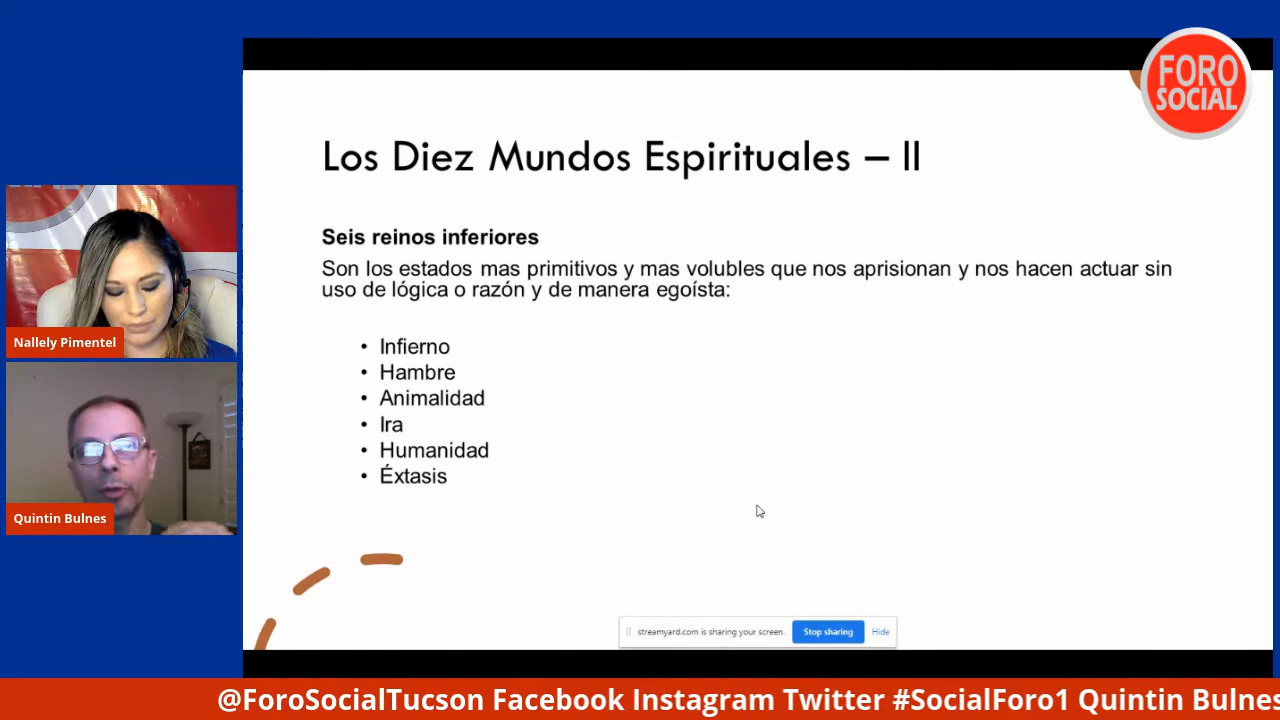 FORO
SOCIAL
Los Diez Mundos Espirituales – II
Seis reinos inferiores
Son los estados mas primitivos y mas volubles que nos aprisionan y nos hacen actuar sin
uso de lógica o razón y de manera egoísta:
• Infierno
• Hambre
• Animalidad
• Ira
• Humanidad
• Éxtasis
Nallely Pimentel
Quintin Bulnes
streamyard.com is sharing your screen. Stop sharing Hide
@ForoSocialTucson Facebook Instagram Twitter #SocialForo1 Quintin Bulnes